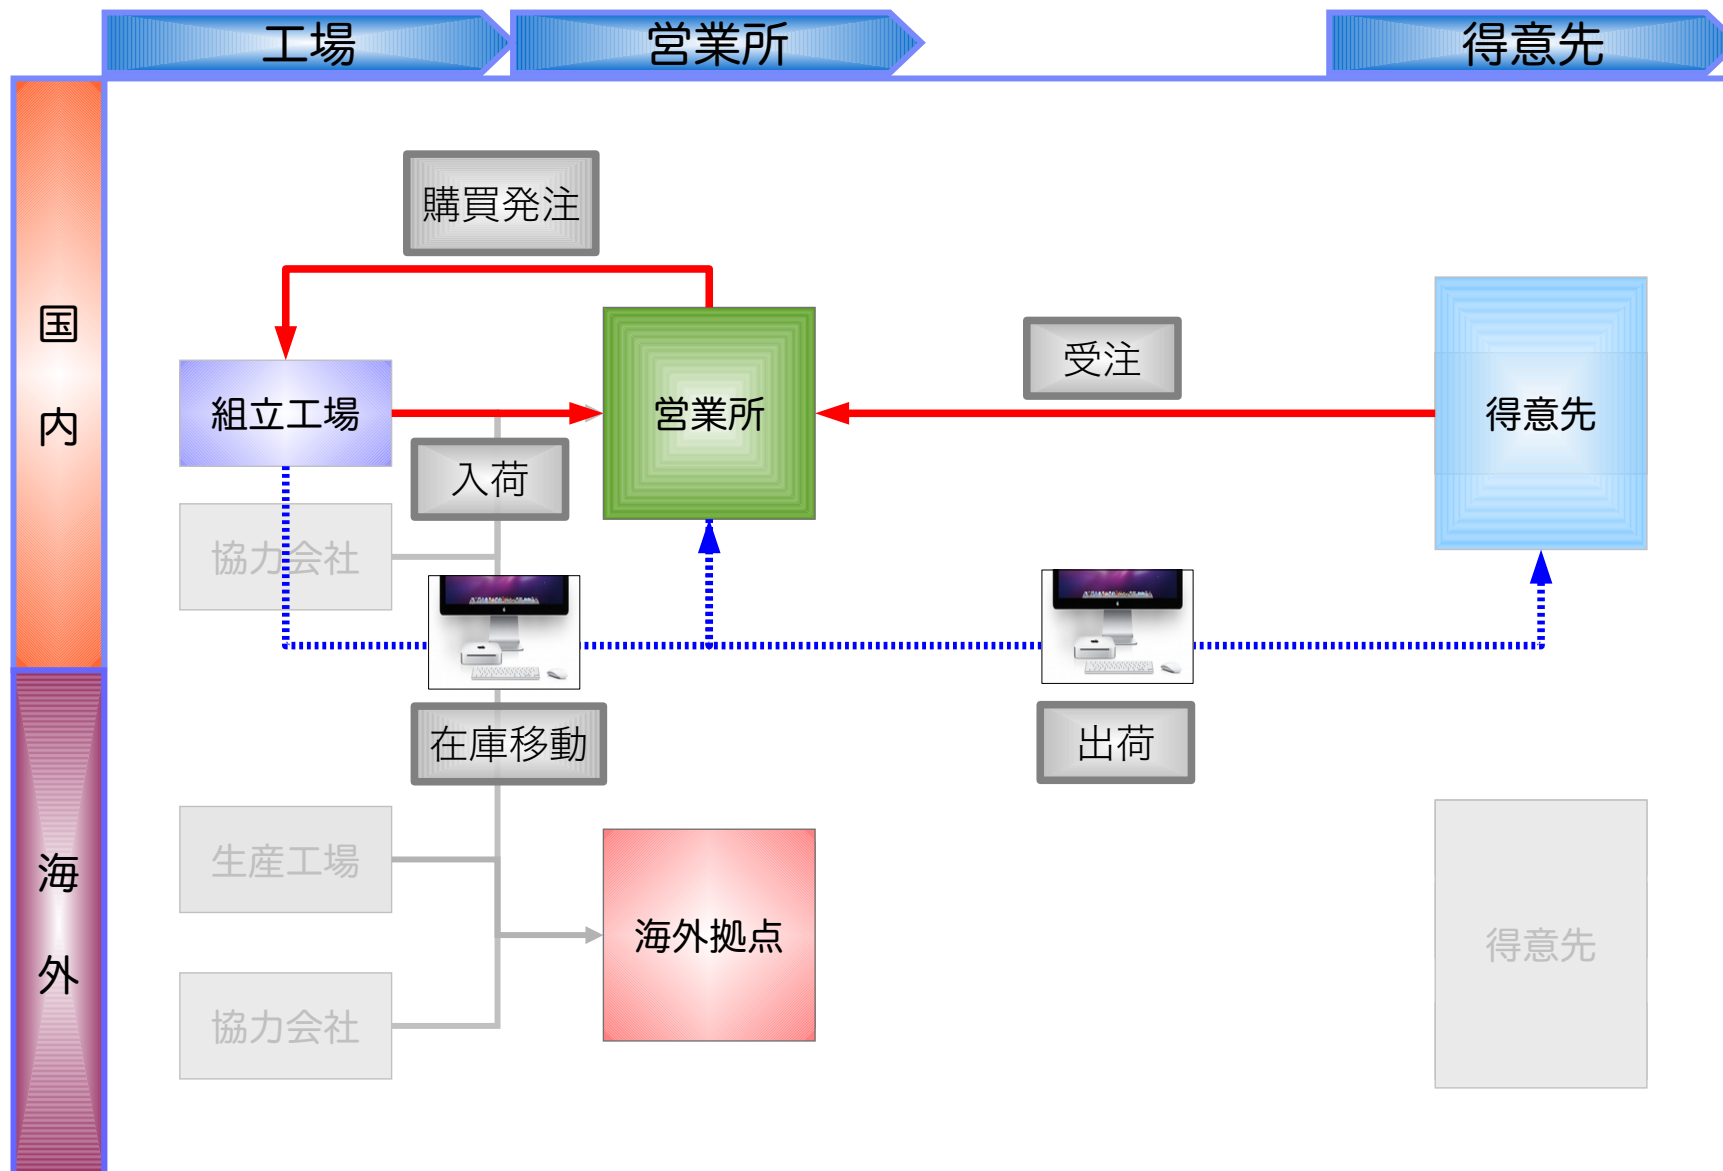 工場
営業所
得意先
国内
購買発注
受注
組立工場
営業所
得意先
入荷
協力会社
在庫移動
出荷
海外
生産工場
海外拠点
得意先
協力会社